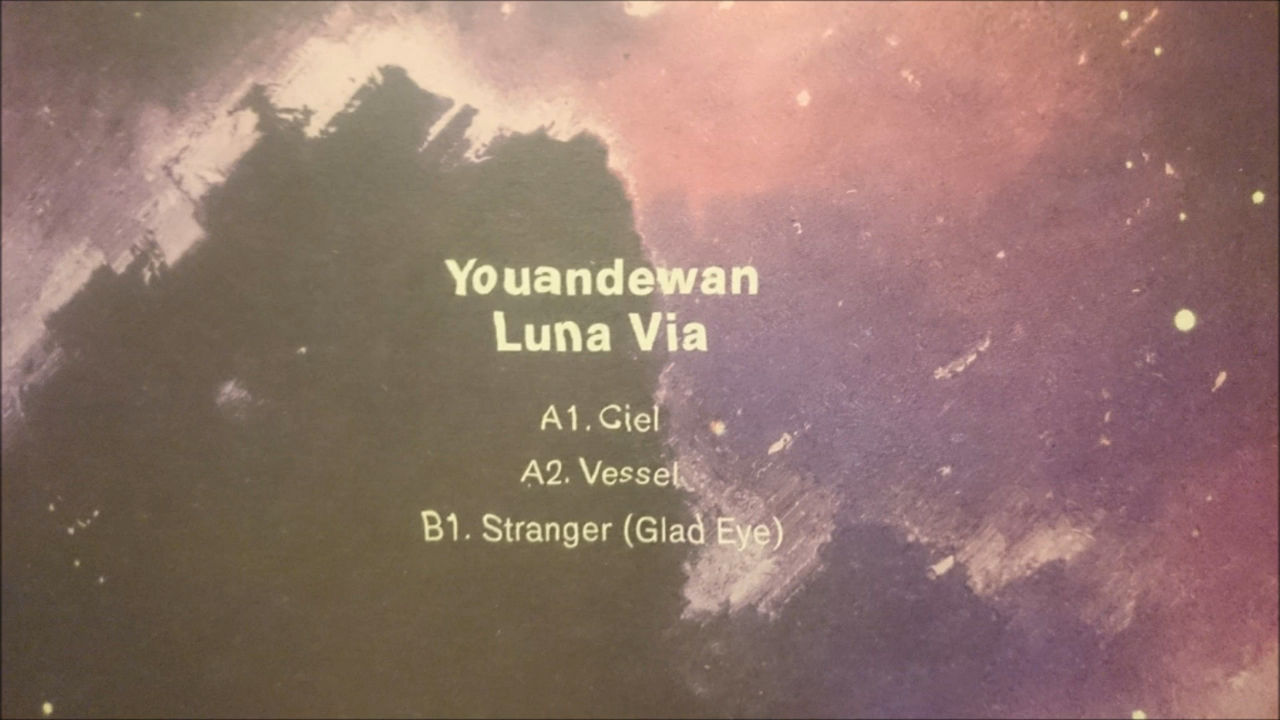 Youandewan
Luna Via
A1. Ciel
A2. Vessel
B1. Stranger (Glad Eye)